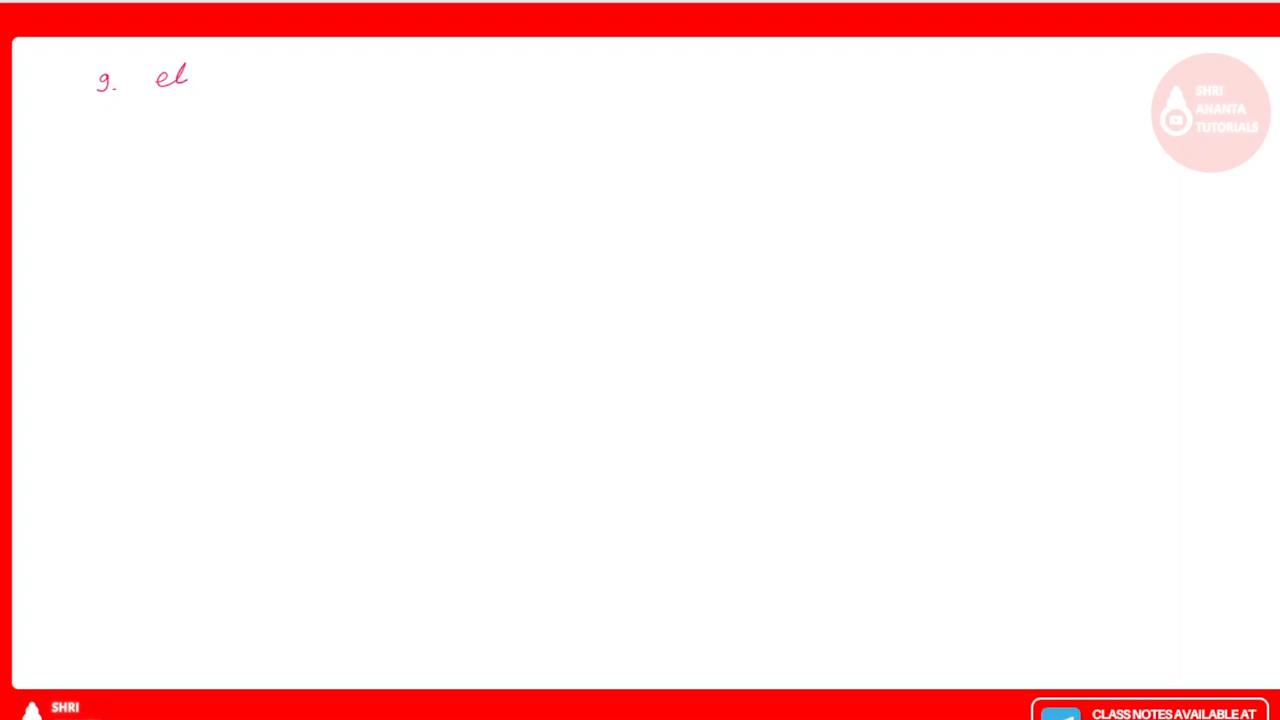 9. el
SHRI
ANANTA
TUTORIALS
SHRI
CLASS NOTES AVAILABLE AT